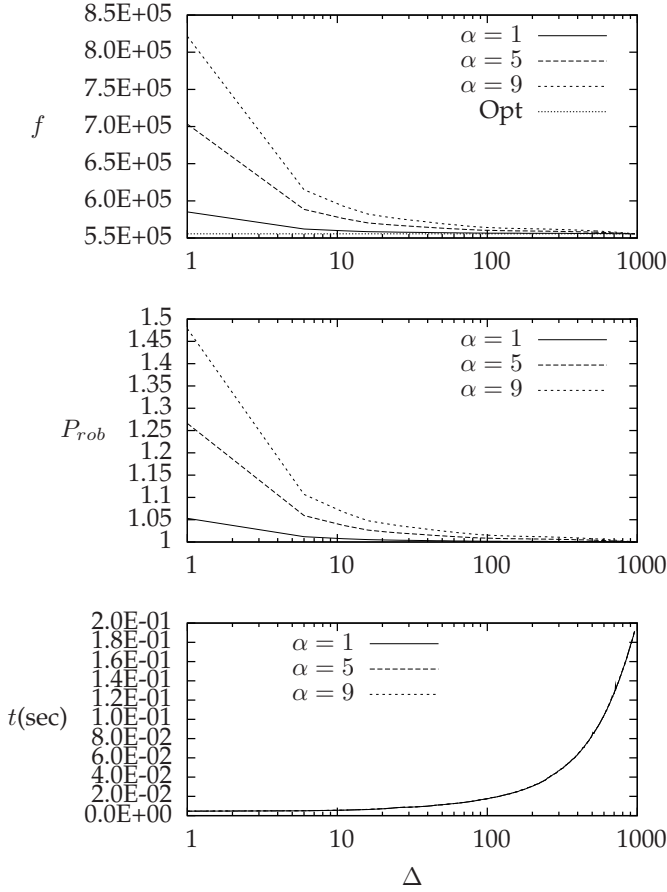 8.5E+05
8.0E+05
7.5E+05
7.0E+05
6.5E+05
6.0E+05
5.5E+05
f
α = 1
α = 5
α = 9
Opt
1 10 100 1000
1.5
1.45
1.4
1.35
1.3
1.25
1.2
1.15
1.1
1.05
1
P_{rob}
α = 1
α = 5
α = 9
1 10 100 1000
2.0E-01
1.8E-01
1.6E-01
1.4E-01
1.2E-01
1.0E-01
8.0E-02
6.0E-02
4.0E-02
2.0E-02
0.0E+00
t(sec)
α = 1
α = 5
α = 9
1 10 100 1000
Δ